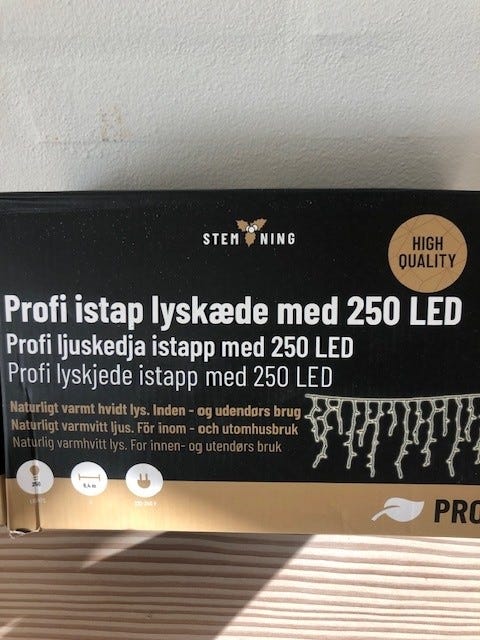 STEMNING
HIGH
QUALITY
Profi istap lyskæde med 250 LED
Profi ljuskedja istapp med 250 LED
Profi lyskjede istapp med 250 LED
Naturligt varmt hvidt lys. Inden - og udendørs brug
Naturligt varmvitt ljus. För inom - och utomhusbruk
Naturlig varmhvitt lys. For innen- og utendørs bruk
250
LIGHTS
PRO